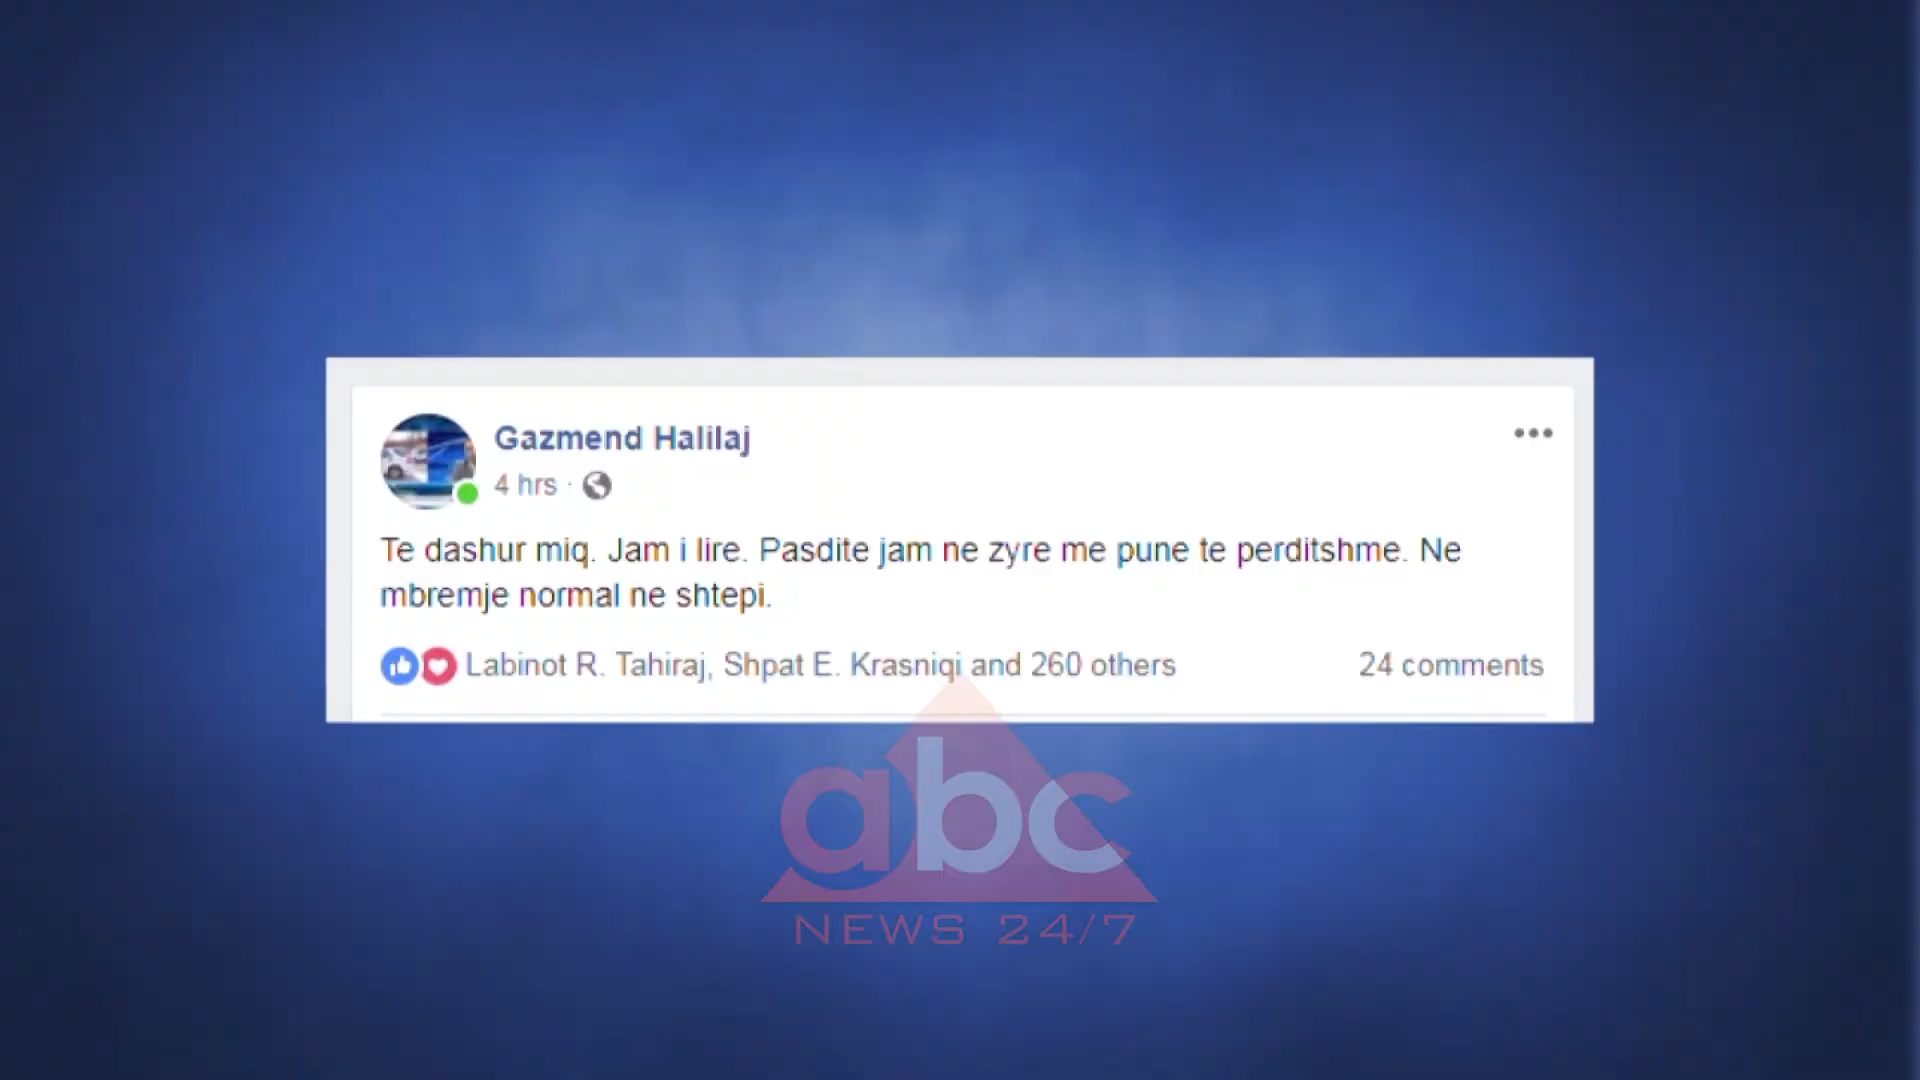 Gazmend Halilaj
4 hrs ·
Te dashur miq. Jam i lire. Pasdite jam ne zyre me pune te perditshme. Ne
mbremje normal ne shtepi.
Labinot R. Tahiraj, Shpat E. Krasniqi and 260 others
24 comments
abc
NEWS 24/7